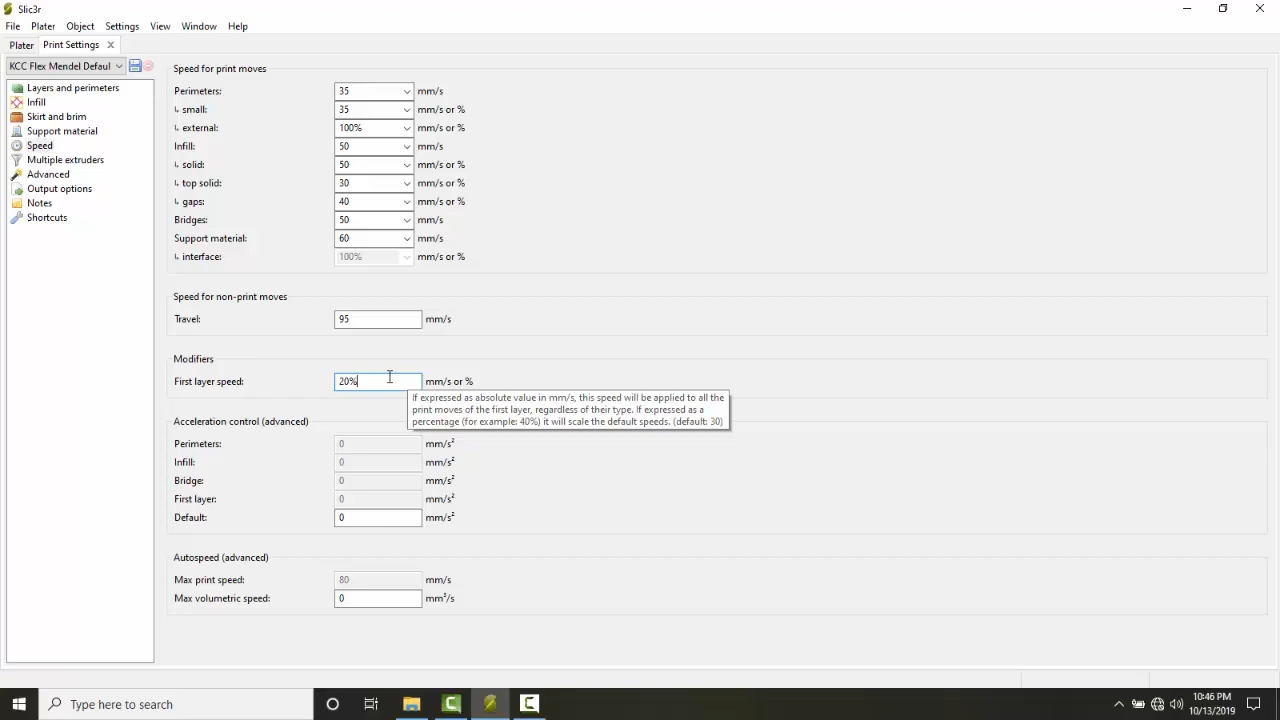 Slic3r
File Plater Object Settings View Window Help
Plater Print Settings
KCC Flex Mendel Defaul
Layers and perimeters
Infill
Skirt and brim
Support material
Speed
Multiple extruders
Advanced
Output options
Notes
Shortcuts
Speed for print moves
Perimeters: 35 mm/s
small: 35 mm/s or %
external: 100% mm/s or %
Infill: 50 mm/s
solid: 50 mm/s or %
top solid: 30 mm/s or %
gaps: 40 mm/s or %
Bridges: 50 mm/s
Support material: 60 mm/s
interface: 100% mm/s or %
Speed for non-print moves
Travel: 95 mm/s
Modifiers
First layer speed: 20% mm/s or %
If expressed as absolute value in mm/s, this speed will be applied to all the
print moves of the first layer, regardless of their type. If expressed as a
percentage (for example: 40%) it will scale the default speeds. (default: 30)
Acceleration control (advanced)
Perimeters: 0 mm/s²
Infill: 0 mm/s²
Bridge: 0 mm/s²
First layer: 0 mm/s²
Default: 0 mm/s²
Autospeed (advanced)
Max print speed: 80 mm/s
Max volumetric speed: 0 mm³/s
Type here to search
10:46 PM
10/13/2019